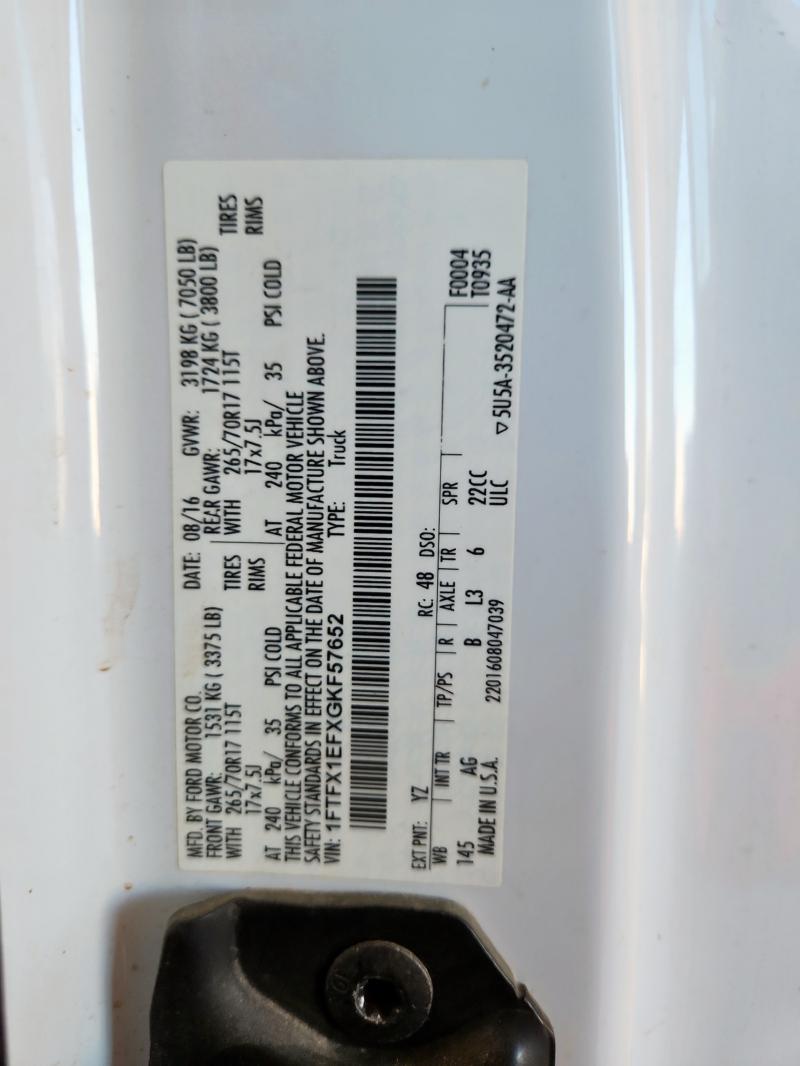 MFD. BY FORD MOTOR CO. DATE: 08/16 GVWR: 3198 KG ( 7050 LB)
FRONT GAWR: 1531 KG ( 3375 LB) REAR GAWR: 1724 KG ( 3800 LB)
WITH 265/70R17 115T TIRES WITH 265/70R17 115T TIRES
17x7.5J RIMS 17x7.5J RIMS
AT 240 kPa/ 35 PSI COLD AT 240 kPa/ 35 PSI COLD
THIS VEHICLE CONFORMS TO ALL APPLICABLE FEDERAL MOTOR VEHICLE
SAFETY STANDARDS IN EFFECT ON THE DATE OF MANUFACTURE SHOWN ABOVE.
VIN: 1FTFX1EFXGKF57652 TYPE: Truck
EXT PNT: YZ RC: 48 DSO:
WB INT TR TP/PS R AXLE TR SPR F0004
145 AG B L3 6 22CC T0935
ULC
MADE IN U.S.A. 2201608047039 ▽5U5A-3520472-AA